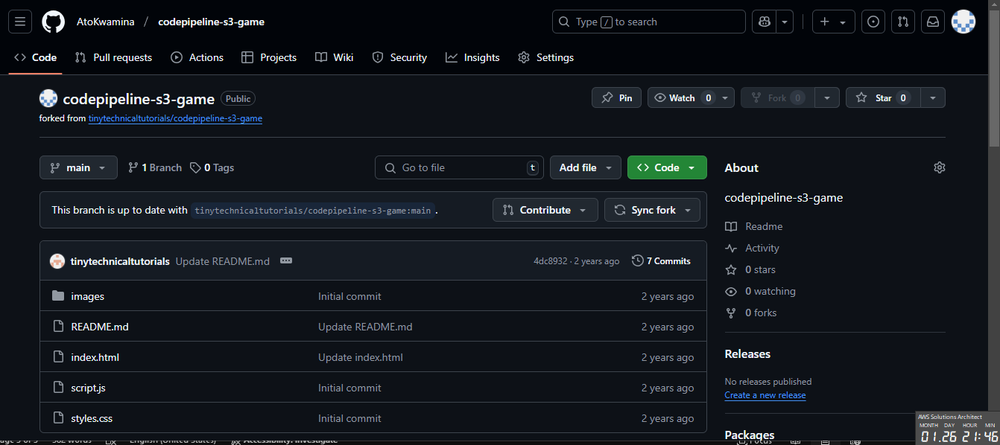 AtoKwamina / codepipeline-s3-game
Type / to search
Code Pull requests Actions Projects Wiki Security Insights Settings
codepipeline-s3-game Public
Pin Watch 0 Fork 0 Star 0
forked from tinytechnicaltutorials/codepipeline-s3-game
main 1 Branch 0 Tags Go to file t Add file Code
This branch is up to date with tinytechnicaltutorials/codepipeline-s3-game:main . Contribute Sync fork
tinytechnicaltutorials Update README.md 4dc8932 · 2 years ago 7 Commits
images Initial commit 2 years ago
README.md Update README.md 2 years ago
index.html Update index.html 2 years ago
script.js Initial commit 2 years ago
styles.css Initial commit 2 years ago
About
codepipeline-s3-game
Readme
Activity
0 stars
0 watching
0 forks
Releases
No releases published
Create a new release
Packages
AWS Solutions Architect
MONTH DAY HOUR MIN
01.26 21:46
English (United States) Accessibility: Investigate Focus